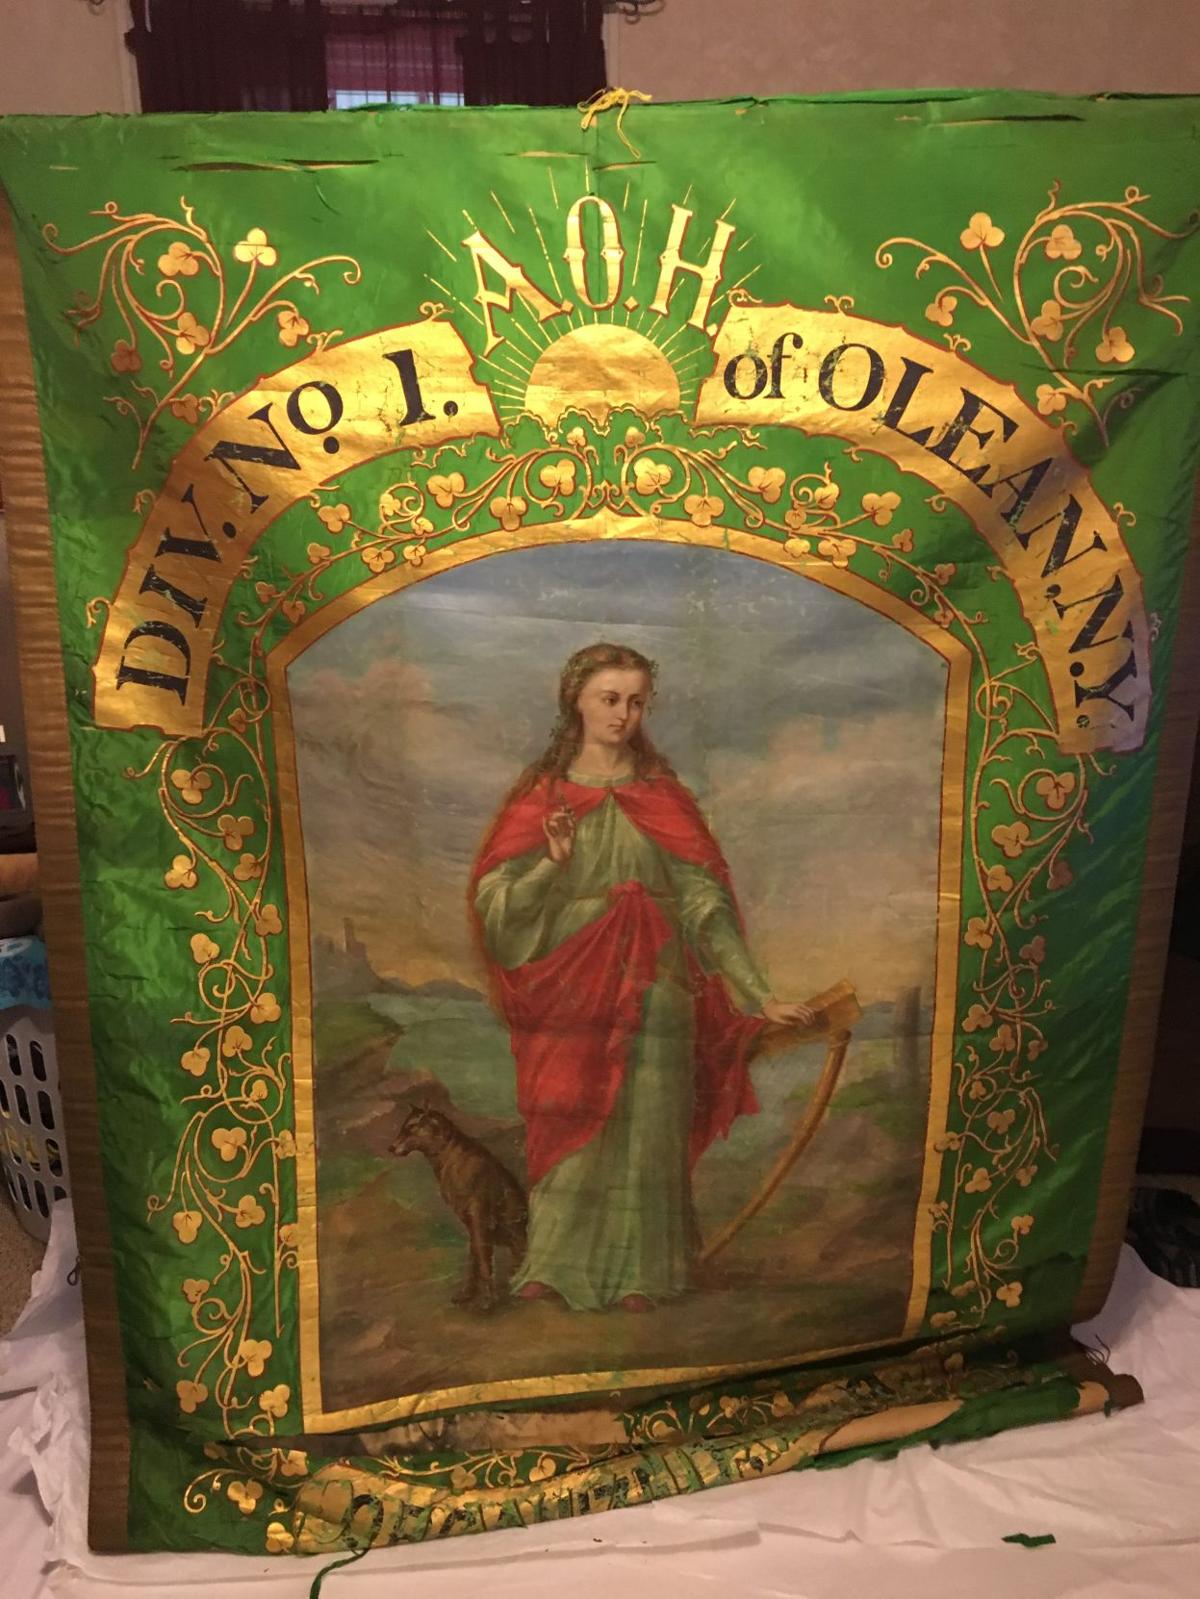 A.O.H.
DIV. No 1. of OLEAN. N.Y.